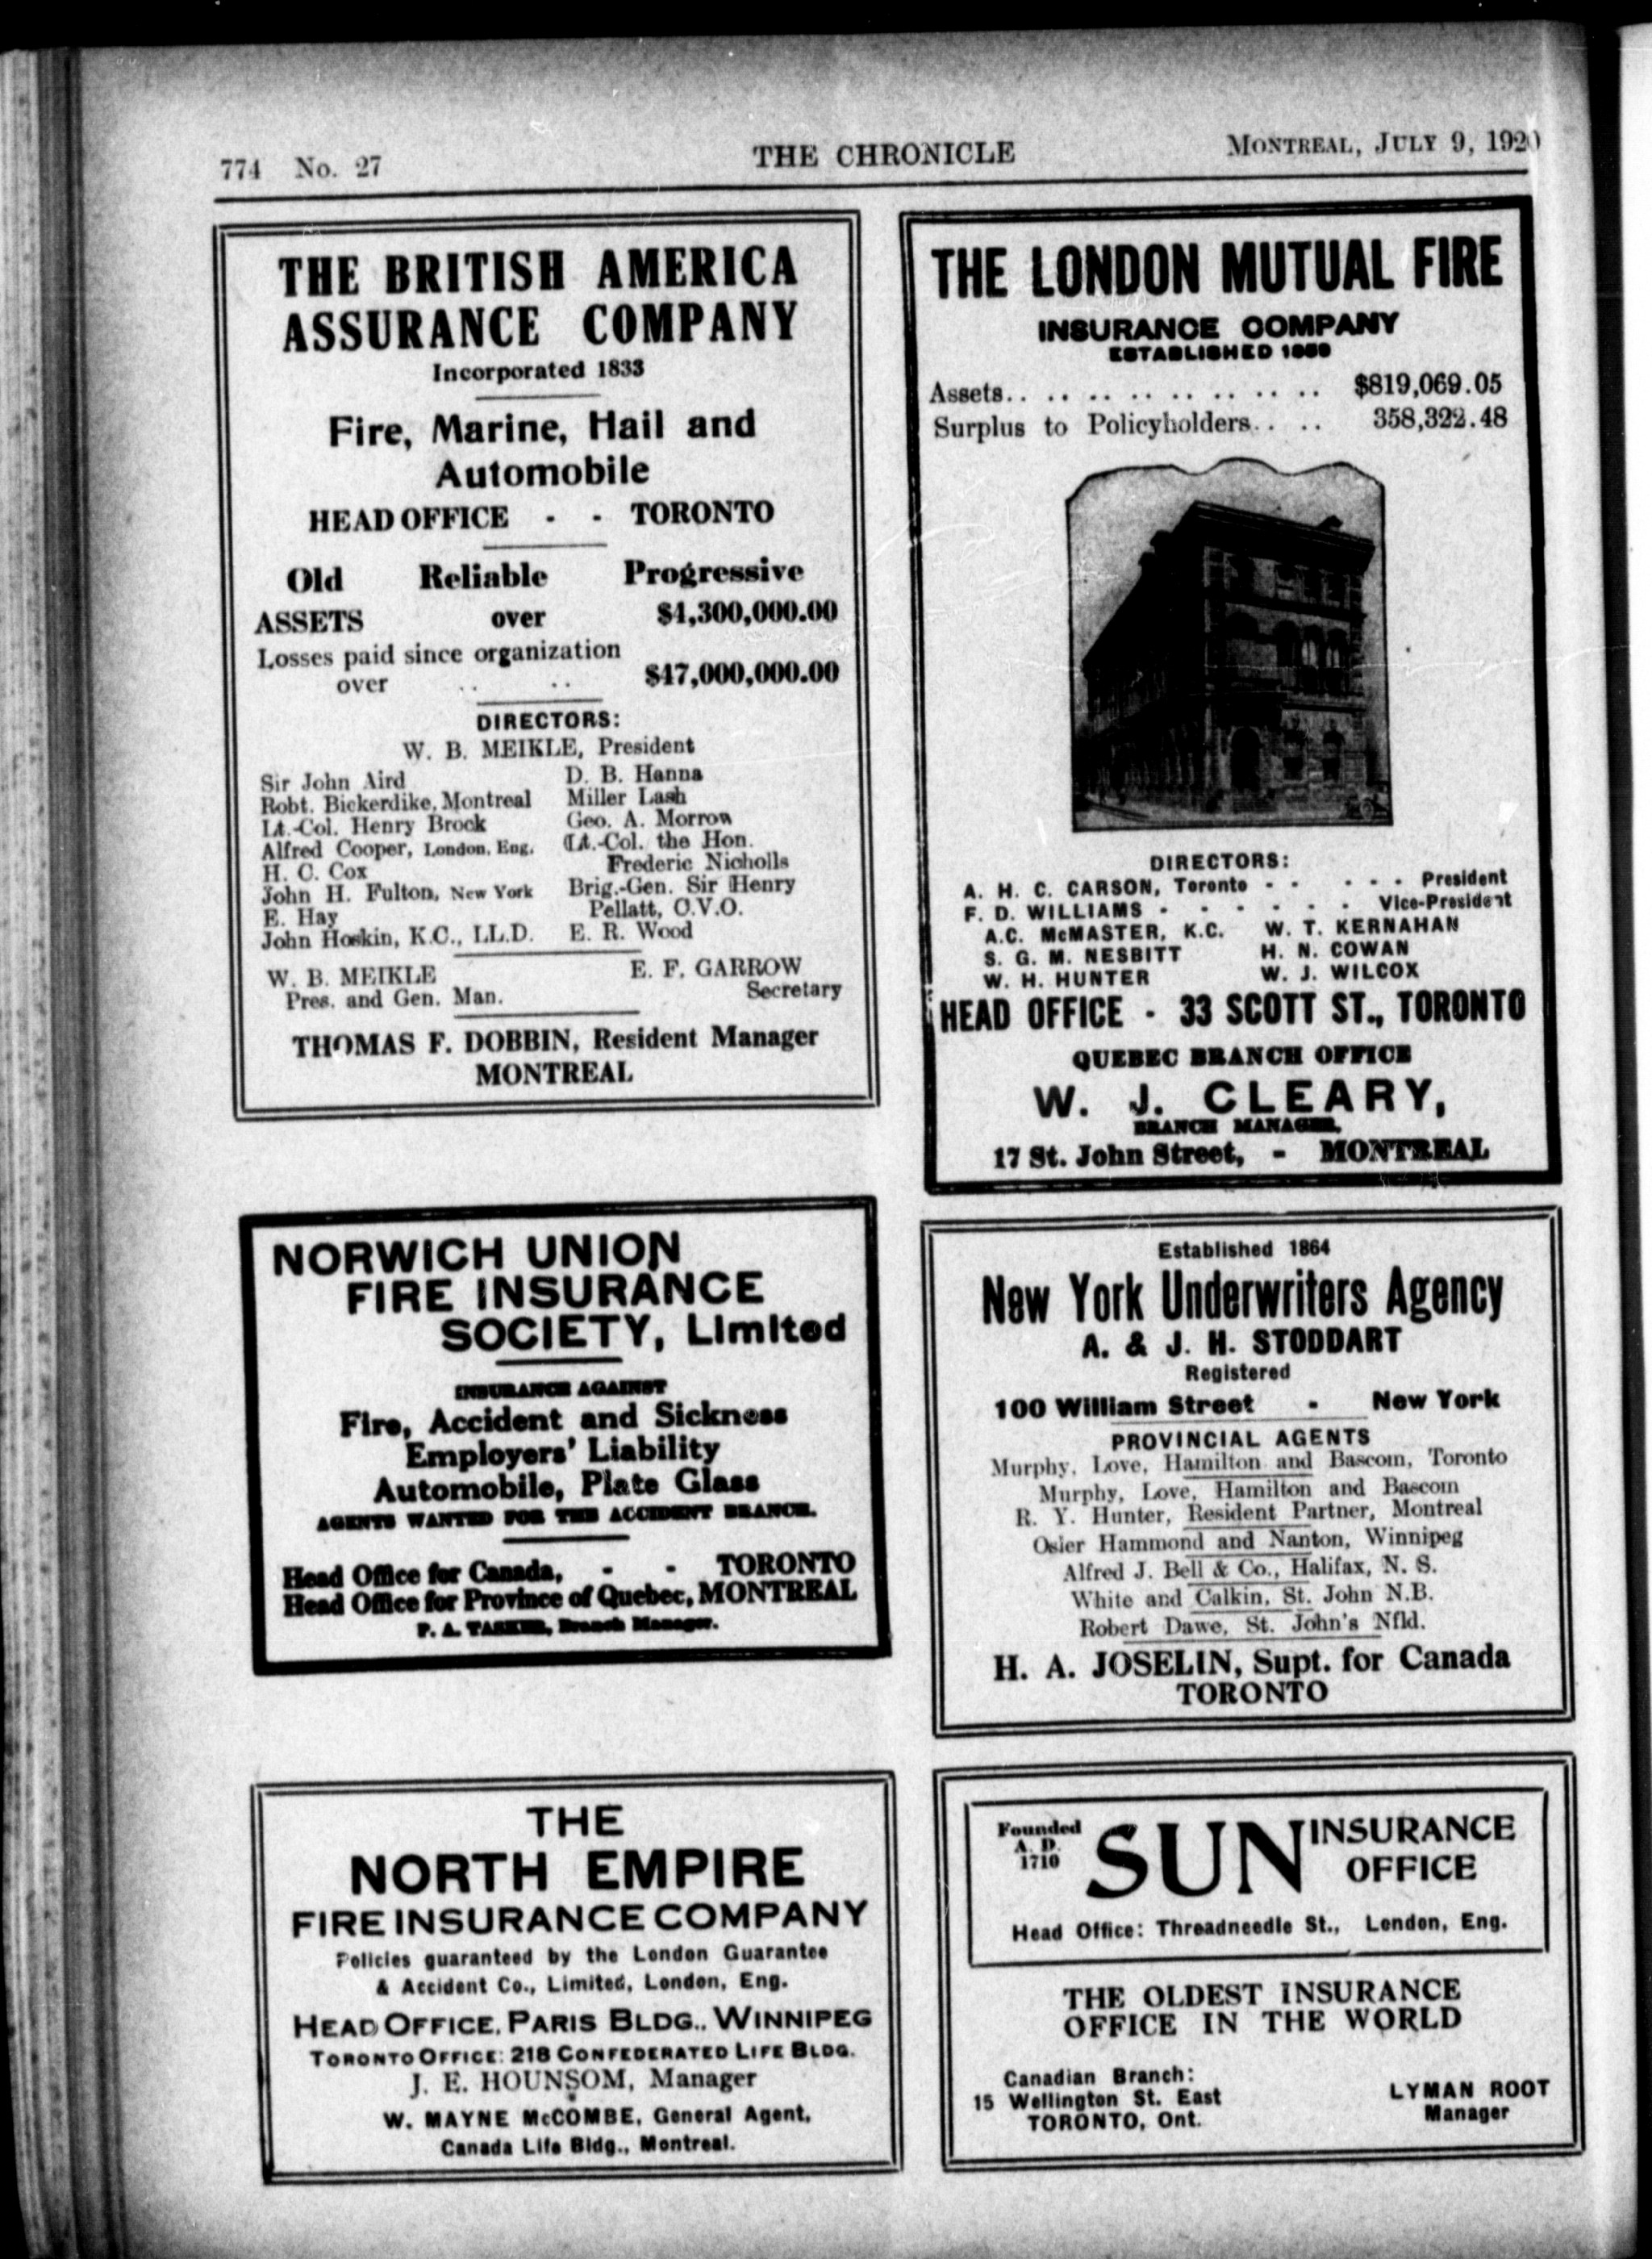 774 No. 27
THE CHRONICLE
MONTREAL, JULY 9, 1920
THE BRITISH AMERICA
ASSURANCE COMPANY
Incorporated 1833
Fire, Marine, Hail and
Automobile
HEAD OFFICE - - TORONTO
Old Reliable Progressive
ASSETS over $4,300,000.00
Losses paid since organization
over .. .. $47,000,000.00
DIRECTORS:
W. B. MEIKLE, President
Sir John Aird
Robt. Bickerdike, Montreal
Lt.-Col. Henry Brock
Alfred Cooper, London, Eng.
H. C. Cox
John H. Fulton, New York
E. Hay
John Hoskin, K.C., LL.D.
D. B. Hanna
Miller Lash
Geo. A. Morrow
Lt.-Col. the Hon.
Frederic Nicholls
Brig.-Gen. Sir Henry
Pellatt, C.V.O.
E. R. Wood
W. B. MEIKLE
Pres. and Gen. Man.
E. F. GARROW
Secretary
THOMAS F. DOBBIN, Resident Manager
MONTREAL
THE LONDON MUTUAL FIRE
INSURANCE COMPANY
ESTABLISHED
Assets.. .. .. .. .. .. .. .. $819,069.05
Surplus to Policyholders.. .. 358,322.48
DIRECTORS:
A. H. C. CARSON, Toronto - - - - - President
F. D. WILLIAMS - - - - - - Vice-President
A.C. McMASTER, K.C. W. T. KERNAHAN
S. G. M. NESBITT H. N. COWAN
W. H. HUNTER W. J. WILCOX
HEAD OFFICE - 33 SCOTT ST., TORONTO
QUEBEC BRANCH OFFICE
W. J. CLEARY,
BRANCH MANAGER,
17 St. John Street, - MONTREAL
NORWICH UNION
FIRE INSURANCE
SOCIETY, Limited
INSURANCE AGAINST
Fire, Accident and Sickness
Employers' Liability
Automobile, Plate Glass
AGENTS WANTED FOR THE ACCIDENT BRANCH.
Head Office for Canada, - - TORONTO
Head Office for Province of Quebec, MONTREAL
P. A. TASKER, Branch Manager.
Established 1864
New York Underwriters Agency
A. & J. H. STODDART
Registered
100 William Street - New York
PROVINCIAL AGENTS
Murphy, Love, Hamilton and Bascom, Toronto
Murphy, Love, Hamilton and Bascom
R. Y. Hunter, Resident Partner, Montreal
Osler Hammond and Nanton, Winnipeg
Alfred J. Bell & Co., Halifax, N. S.
White and Calkin, St. John N.B.
Robert Dawe, St. John's Nfld.
H. A. JOSELIN, Supt. for Canada
TORONTO
THE
NORTH EMPIRE
FIRE INSURANCE COMPANY
Policies guaranteed by the London Guarantee
& Accident Co., Limited, London, Eng.
HEAD OFFICE, PARIS BLDG., WINNIPEG
TORONTO OFFICE: 218 CONFEDERATED LIFE BLDG.
J. E. HOUNSOM, Manager
W. MAYNE McCOMBE, General Agent,
Canada Life Bldg., Montreal.
Founded
A. D.
1710
SUN INSURANCE
OFFICE
Head Office: Threadneedle St., London, Eng.
THE OLDEST INSURANCE
OFFICE IN THE WORLD
Canadian Branch:
15 Wellington St. East
TORONTO, Ont.
LYMAN ROOT
Manager